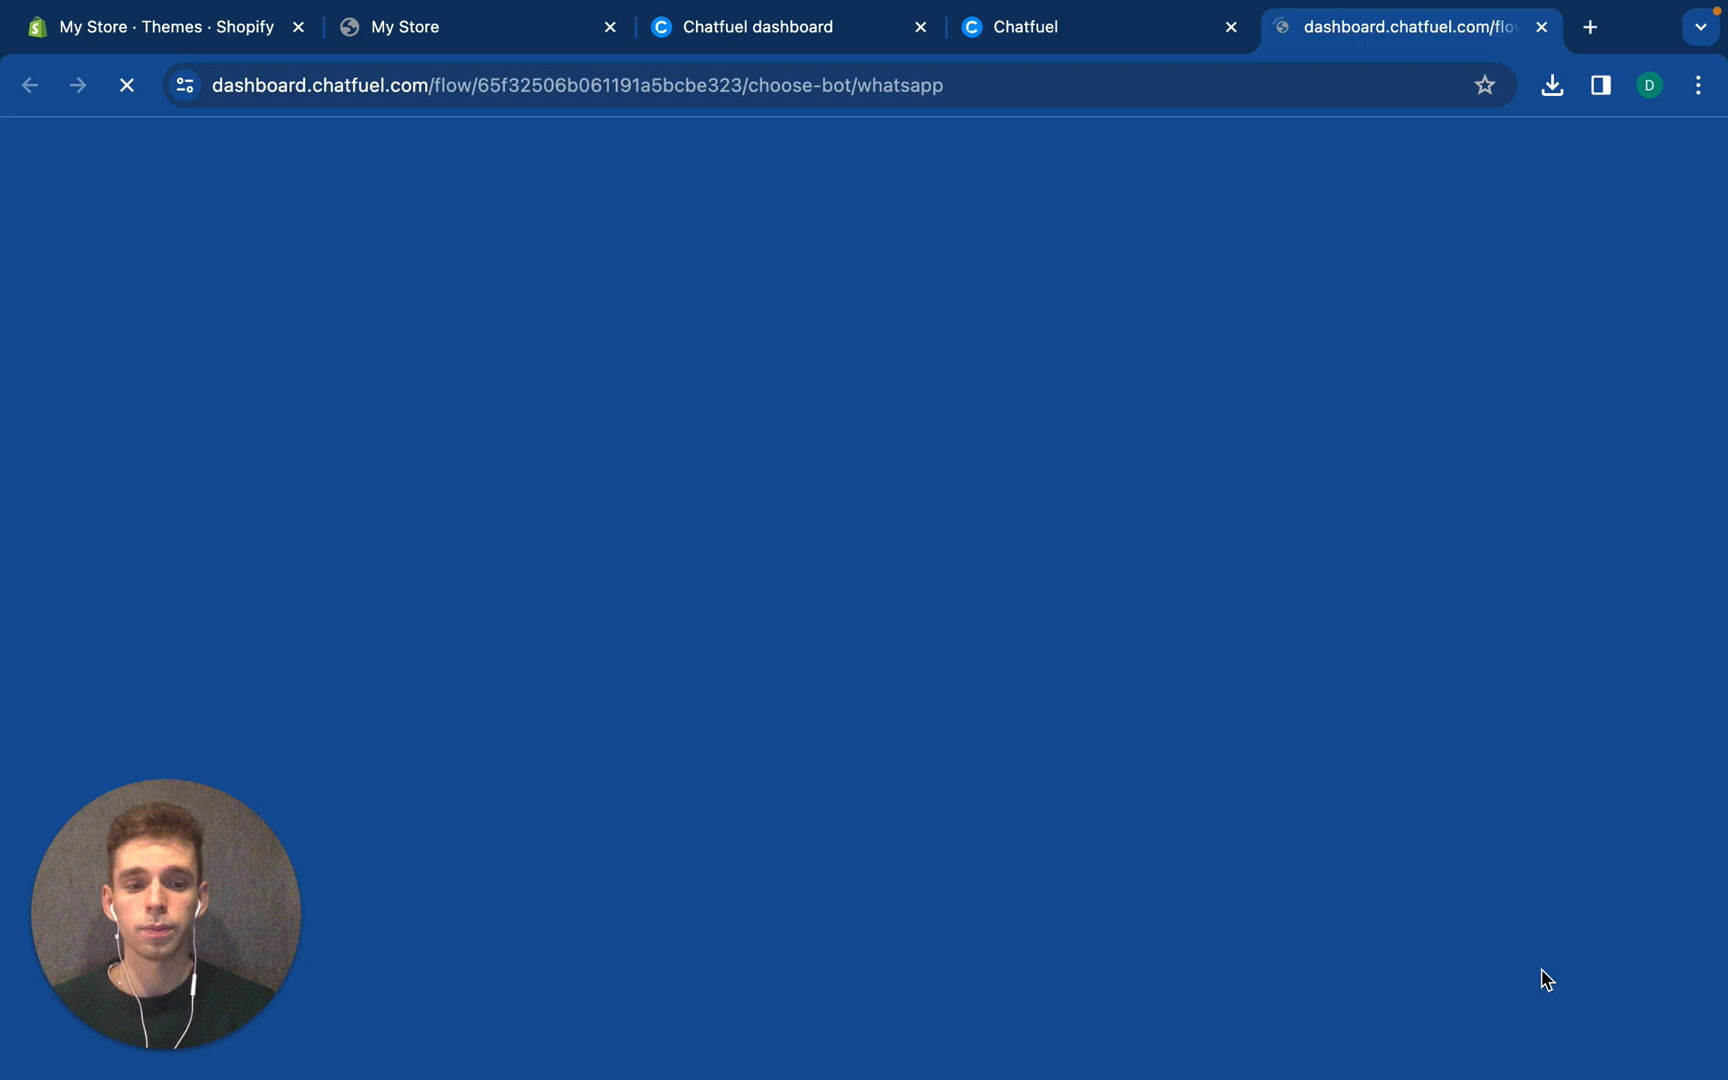 My Store · Themes · Shopify
My Store
Chatfuel dashboard
Chatfuel
dashboard.chatfuel.com/flo
dashboard.chatfuel.com/flow/65f32506b061191a5bcbe323/choose-bot/whatsapp
D